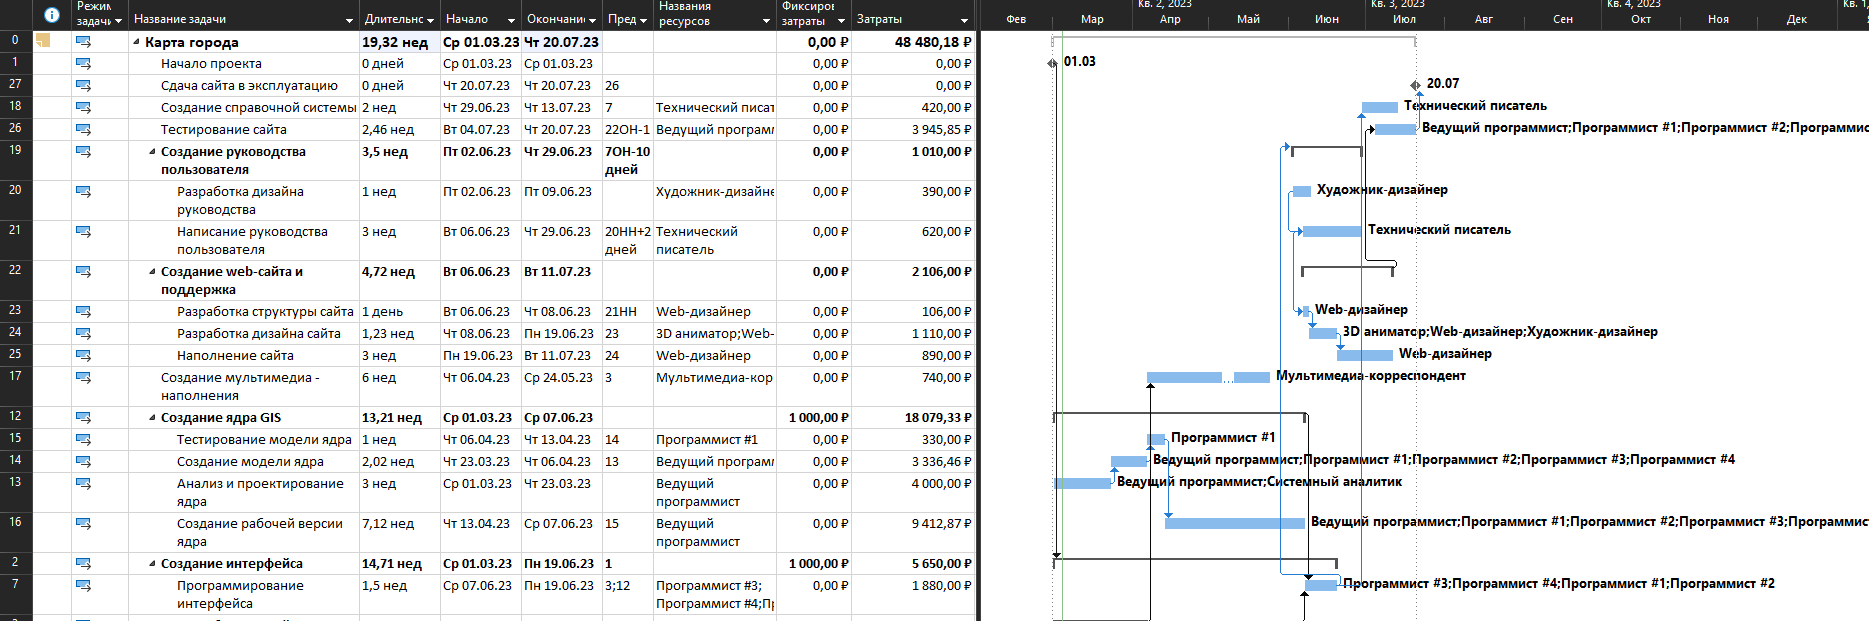 Кв. 2, 2023 Кв. 3, 2023 Кв. 4, 2023 Кв. 1,
Режим задачи Название задачи Длительнс Начало Окончание Пред Названия ресурсов Фиксиров затраты Затраты Фев Мар Апр Май Июн Июл Авг Сен Окт Ноя Дек
0 Карта города 19,32 нед Ср 01.03.23 Чт 20.07.23 0,00 ₽ 48 480,18 ₽
1 Начало проекта 0 дней Ср 01.03.23 Ср 01.03.23 0,00 ₽ 0,00 ₽ 01.03
27 Сдача сайта в эксплуатацию 0 дней Чт 20.07.23 Чт 20.07.23 26 0,00 ₽ 0,00 ₽ 20.07
18 Создание справочной системы 2 нед Чт 29.06.23 Чт 13.07.23 7 Технический писат 0,00 ₽ 420,00 ₽ Технический писатель
26 Тестирование сайта 2,46 нед Вт 04.07.23 Чт 20.07.23 22ОН-1 Ведущий программ 0,00 ₽ 3 945,85 ₽ Ведущий программист;Программист #1;Программист #2;Программис
19 Создание руководства 3,5 нед Пт 02.06.23 Чт 29.06.23 7ОН-10 0,00 ₽ 1 010,00 ₽
пользователя дней
20 Разработка дизайна 1 нед Пт 02.06.23 Пт 09.06.23 Художник-дизайне 0,00 ₽ 390,00 ₽ Художник-дизайнер
руководства
21 Написание руководства 3 нед Вт 06.06.23 Чт 29.06.23 20НН+2 Технический 0,00 ₽ 620,00 ₽ Технический писатель
пользователя дней писатель
22 Создание web-сайта и 4,72 нед Вт 06.06.23 Вт 11.07.23 0,00 ₽ 2 106,00 ₽
поддержка
23 Разработка структуры сайта 1 день Вт 06.06.23 Чт 08.06.23 21НН Web-дизайнер 0,00 ₽ 106,00 ₽ Web-дизайнер
24 Разработка дизайна сайта 1,23 нед Чт 08.06.23 Пн 19.06.23 23 3D аниматор;Web- 0,00 ₽ 1 110,00 ₽ 3D аниматор;Web-дизайнер;Художник-дизайнер
25 Наполнение сайта 3 нед Пн 19.06.23 Вт 11.07.23 24 Web-дизайнер 0,00 ₽ 890,00 ₽ Web-дизайнер
17 Создание мультимедиа - 6 нед Чт 06.04.23 Ср 24.05.23 3 Мультимедиа-кор 0,00 ₽ 740,00 ₽ Мультимедиа-корреспондент
наполнения
12 Создание ядра GIS 13,21 нед Ср 01.03.23 Ср 07.06.23 1 000,00 ₽ 18 079,33 ₽
15 Тестирование модели ядра 1 нед Чт 06.04.23 Чт 13.04.23 14 Программист #1 0,00 ₽ 330,00 ₽ Программист #1
14 Создание модели ядра 2,02 нед Чт 23.03.23 Чт 06.04.23 13 Ведущий программ 0,00 ₽ 3 336,46 ₽ Ведущий программист;Программист #1;Программист #2;Программист #3;Программист #4
13 Анализ и проектирование 3 нед Ср 01.03.23 Чт 23.03.23 Ведущий 0,00 ₽ 4 000,00 ₽ Ведущий программист;Системный аналитик
ядра программист
16 Создание рабочей версии 7,12 нед Чт 13.04.23 Ср 07.06.23 15 Ведущий 0,00 ₽ 9 412,87 ₽ Ведущий программист;Программист #1;Программист #2;Программист #3;Программист
ядра программист
2 Создание интерфейса 14,71 нед Ср 01.03.23 Пн 19.06.23 1 1 000,00 ₽ 5 650,00 ₽
7 Программирование 1,5 нед Ср 07.06.23 Пн 19.06.23 3;12 Программист #3; 0,00 ₽ 1 880,00 ₽ Программист #3;Программист #4;Программист #1;Программист #2
интерфейса Программист #4;Пр